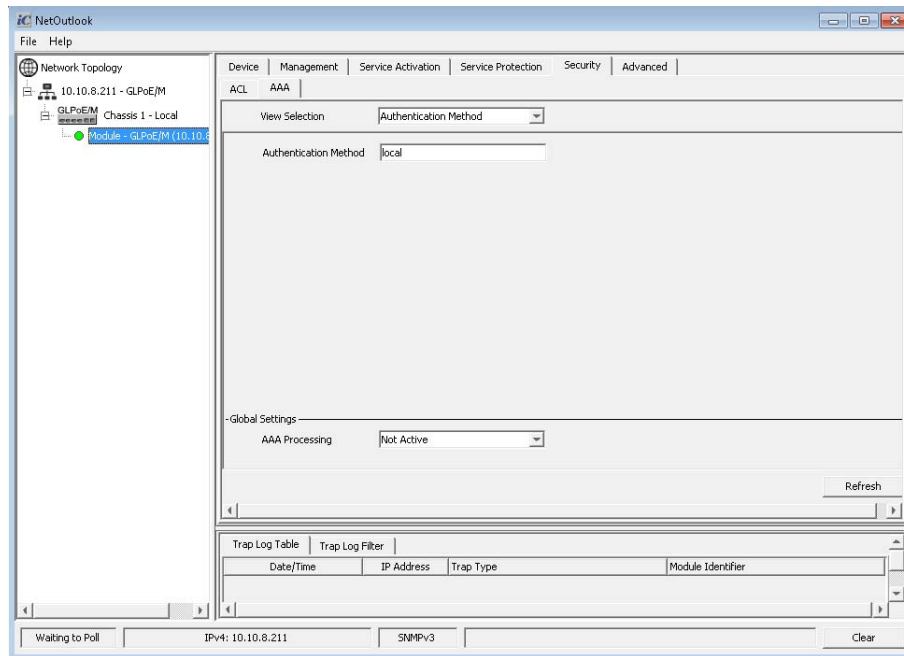 iC NetOutlook
File Help
Network Topology
10.10.8.211 - GLPoE/M
GLPoE/M Chassis 1 - Local
Module - GLPoE/M (10.10.8
Device Management Service Activation Service Protection Security Advanced
ACL AAA
View Selection Authentication Method
Authentication Method local
Global Settings
AAA Processing Not Active
Refresh
Trap Log Table Trap Log Filter
Date/Time IP Address Trap Type Module Identifier
Waiting to Poll IPv4: 10.10.8.211 SNMPv3 Clear